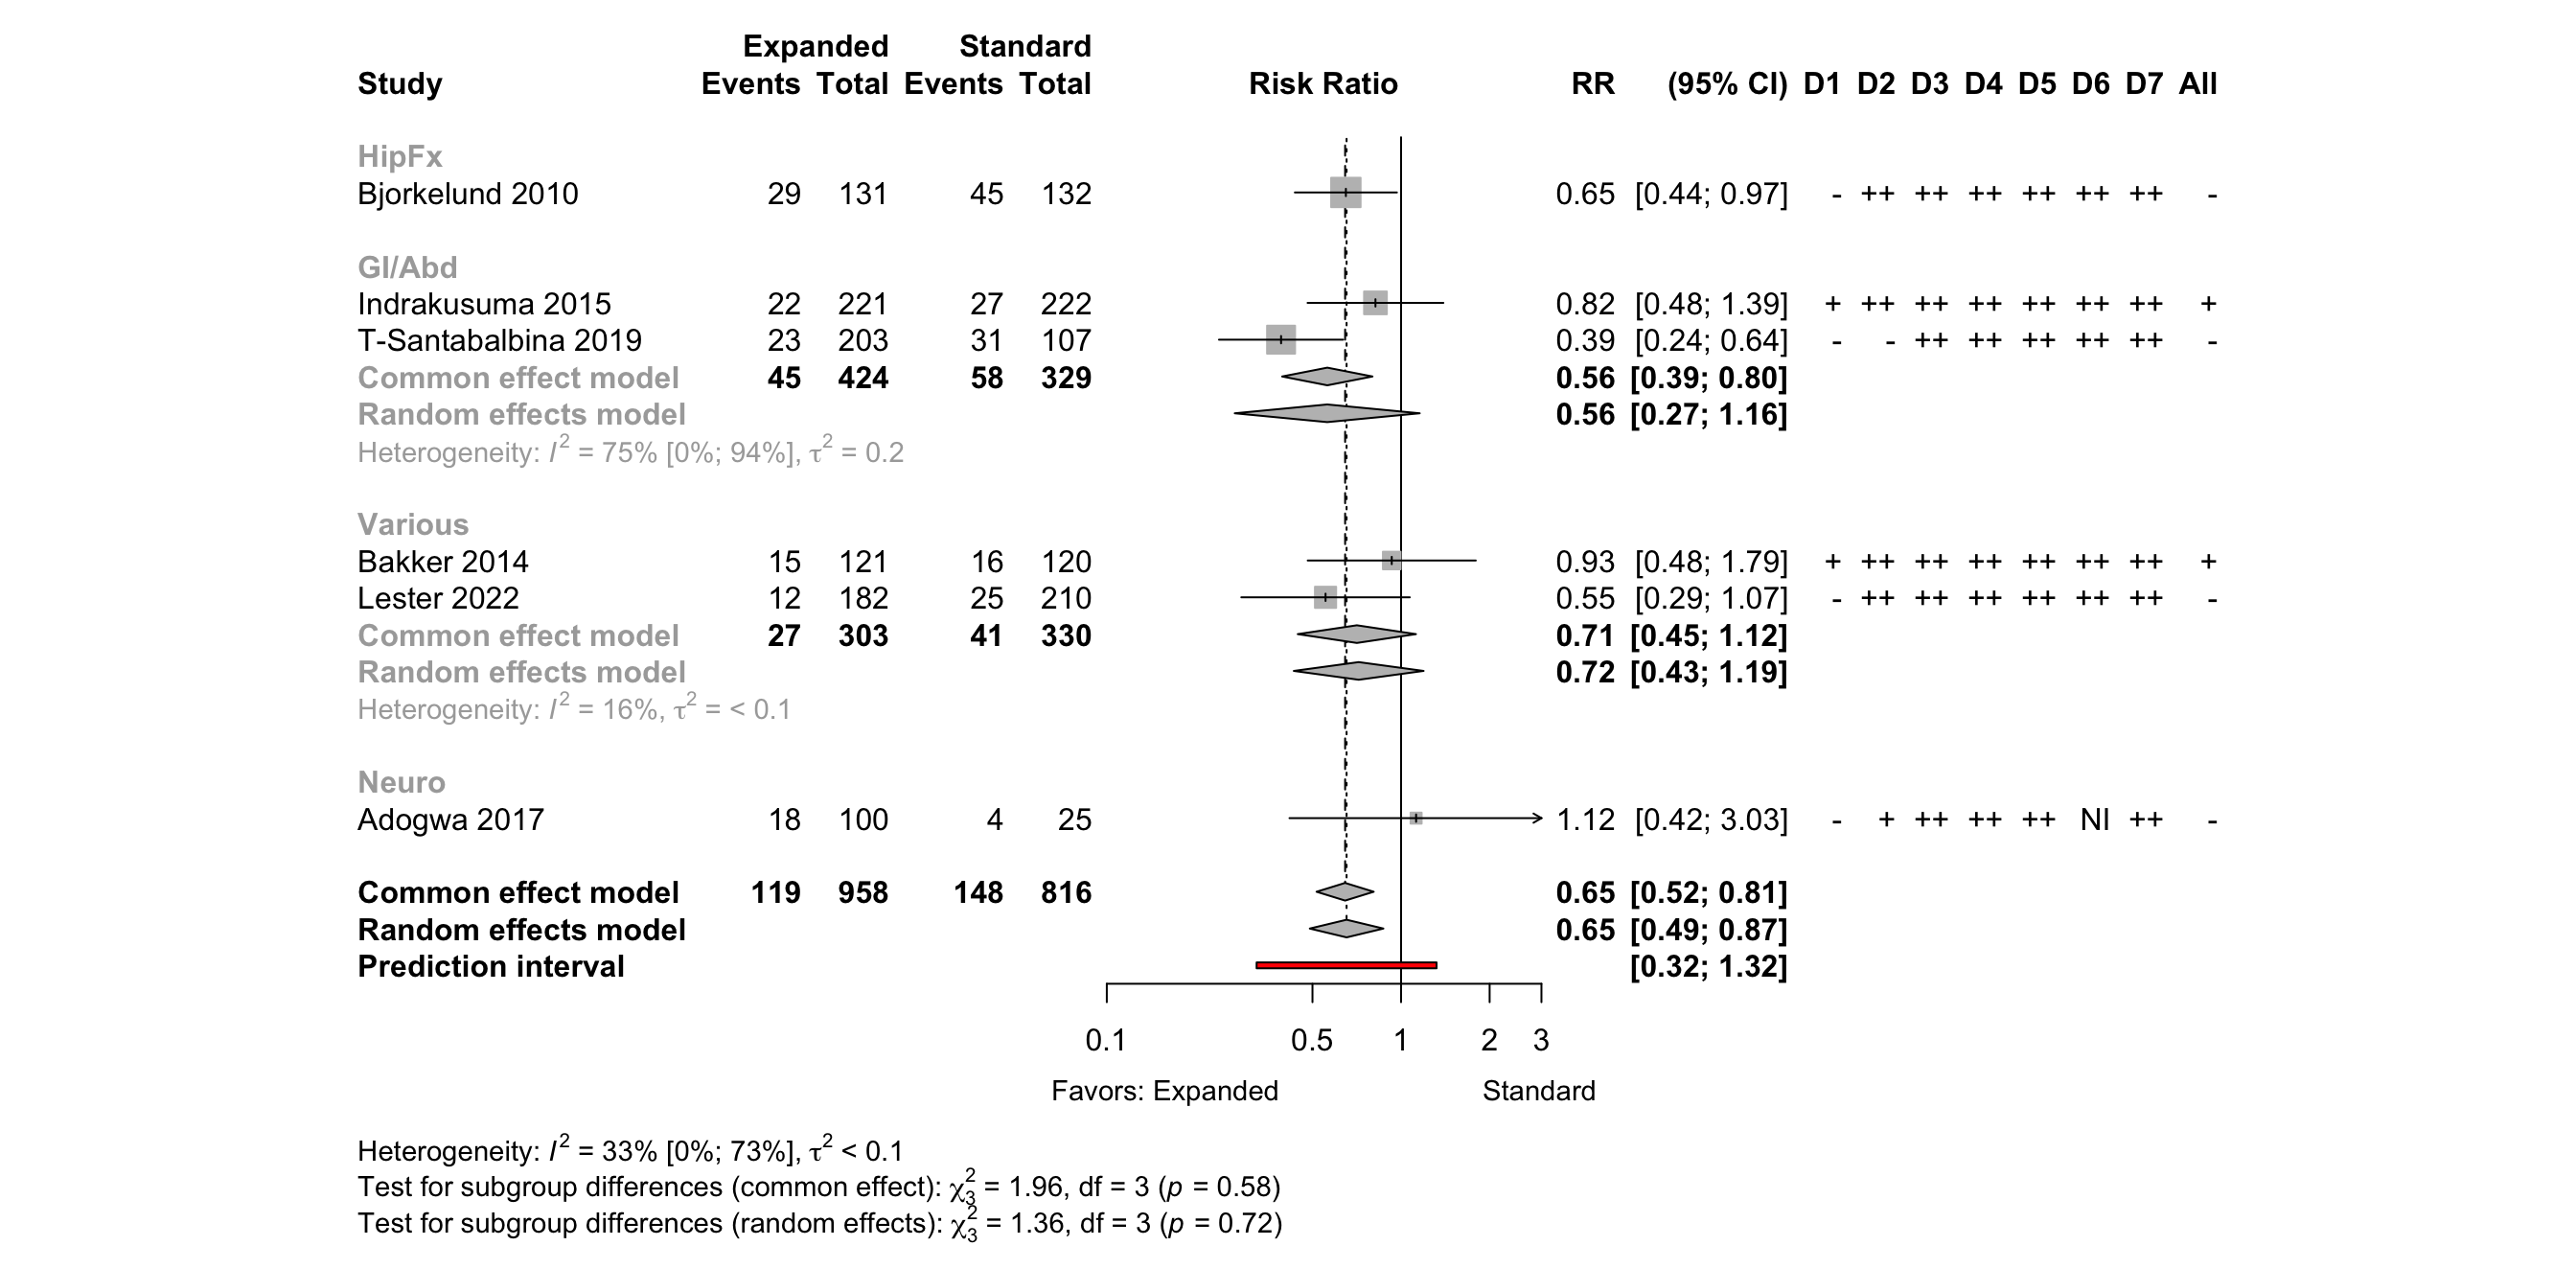 Expanded Standard
Study Events Total Events Total Risk Ratio RR (95% CI) D1 D2 D3 D4 D5 D6 D7 All
HipFx
Bjorkelund 2010 29 131 45 132 0.65 [0.44; 0.97] - ++ ++ ++ ++ ++ ++ -
GI/Abd
Indrakusuma 2015 22 221 27 222 0.82 [0.48; 1.39] + ++ ++ ++ ++ ++ ++ +
T-Santabalbina 2019 23 203 31 107 0.39 [0.24; 0.64] - - ++ ++ ++ ++ ++ -
Common effect model 45 424 58 329 0.56 [0.39; 0.80]
Random effects model 0.56 [0.27; 1.16]
Heterogeneity: I² = 75% [0%; 94%], τ² = 0.2
Various
Bakker 2014 15 121 16 120 0.93 [0.48; 1.79] + ++ ++ ++ ++ ++ ++ +
Lester 2022 12 182 25 210 0.55 [0.29; 1.07] - ++ ++ ++ ++ ++ ++ -
Common effect model 27 303 41 330 0.71 [0.45; 1.12]
Random effects model 0.72 [0.43; 1.19]
Heterogeneity: I² = 16%, τ² = < 0.1
Neuro
Adogwa 2017 18 100 4 25 1.12 [0.42; 3.03] - + ++ ++ ++ NI ++ -
Common effect model 119 958 148 816 0.65 [0.52; 0.81]
Random effects model 0.65 [0.49; 0.87]
Prediction interval [0.32; 1.32]
0.1 0.5 1 2 3
Favors: Expanded Standard
Heterogeneity: I² = 33% [0%; 73%], τ² < 0.1
Test for subgroup differences (common effect): χ²₃ = 1.96, df = 3 (p = 0.58)
Test for subgroup differences (random effects): χ²₃ = 1.36, df = 3 (p = 0.72)